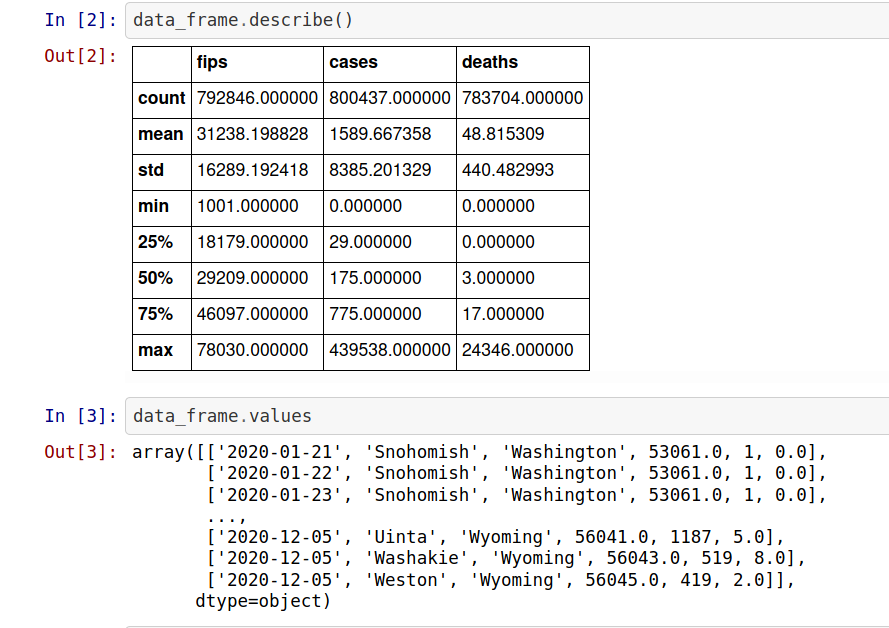 In [2]: data_frame.describe()
Out[2]:
fips cases deaths
count 792846.000000 800437.000000 783704.000000
mean 31238.198828 1589.667358 48.815309
std 16289.192418 8385.201329 440.482993
min 1001.000000 0.000000 0.000000
25% 18179.000000 29.000000 0.000000
50% 29209.000000 175.000000 3.000000
75% 46097.000000 775.000000 17.000000
max 78030.000000 439538.000000 24346.000000
In [3]: data_frame.values
Out[3]: array([['2020-01-21', 'Snohomish', 'Washington', 53061.0, 1, 0.0],
['2020-01-22', 'Snohomish', 'Washington', 53061.0, 1, 0.0],
['2020-01-23', 'Snohomish', 'Washington', 53061.0, 1, 0.0],
...,
['2020-12-05', 'Uinta', 'Wyoming', 56041.0, 1187, 5.0],
['2020-12-05', 'Washakie', 'Wyoming', 56043.0, 519, 8.0],
['2020-12-05', 'Weston', 'Wyoming', 56045.0, 419, 2.0]],
dtype=object)